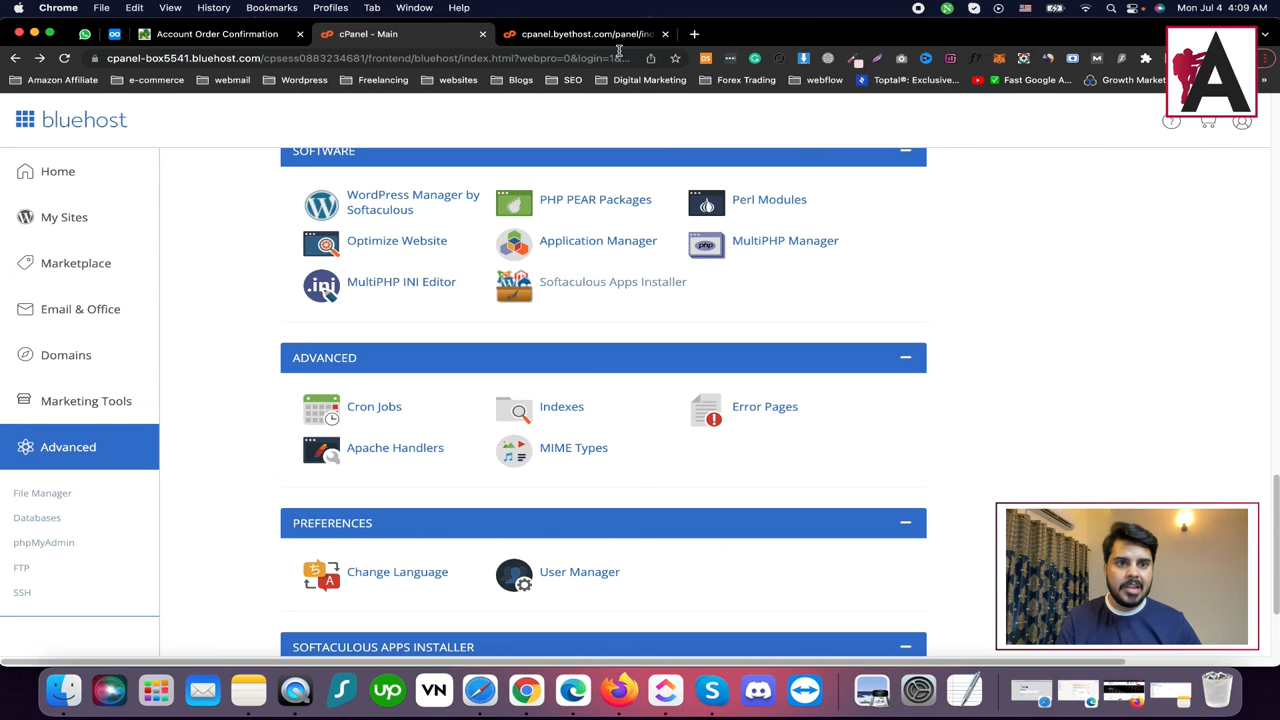 Chrome File Edit View History Bookmarks Profiles Tab Window Help
Mon Jul 4 4:09 AM
Account Order Confirmation
cPanel - Main
cpanel.byethost.com/panel/ind
cpanel-box5541.bluehost.com/cpsess0883234681/frontend/bluehost/index.html?webpro=0&login=1&...
Amazon Affiliate e-commerce webmail Wordpress Freelancing websites Blogs SEO Digital Marketing Forex Trading webflow Toptal®: Exclusive... Fast Google A... Growth Market
A
bluehost
Home
My Sites
Marketplace
Email & Office
Domains
Marketing Tools
Advanced
File Manager
Databases
phpMyAdmin
FTP
SSH
SOFTWARE
WordPress Manager by
Softaculous
PHP PEAR Packages
Perl Modules
Optimize Website
Application Manager
MultiPHP Manager
MultiPHP INI Editor
Softaculous Apps Installer
ADVANCED
Cron Jobs
Indexes
Error Pages
Apache Handlers
MIME Types
PREFERENCES
Change Language
User Manager
SOFTACULOUS APPS INSTALLER